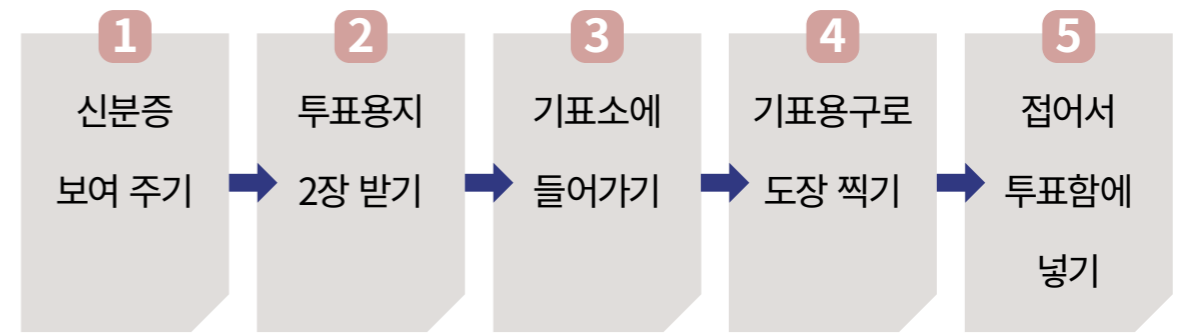 1
신분증
보여 주기
2
투표용지
2장 받기
3
기표소에
들어가기
4
기표용구로
도장 찍기
5
접어서
투표함에
넣기